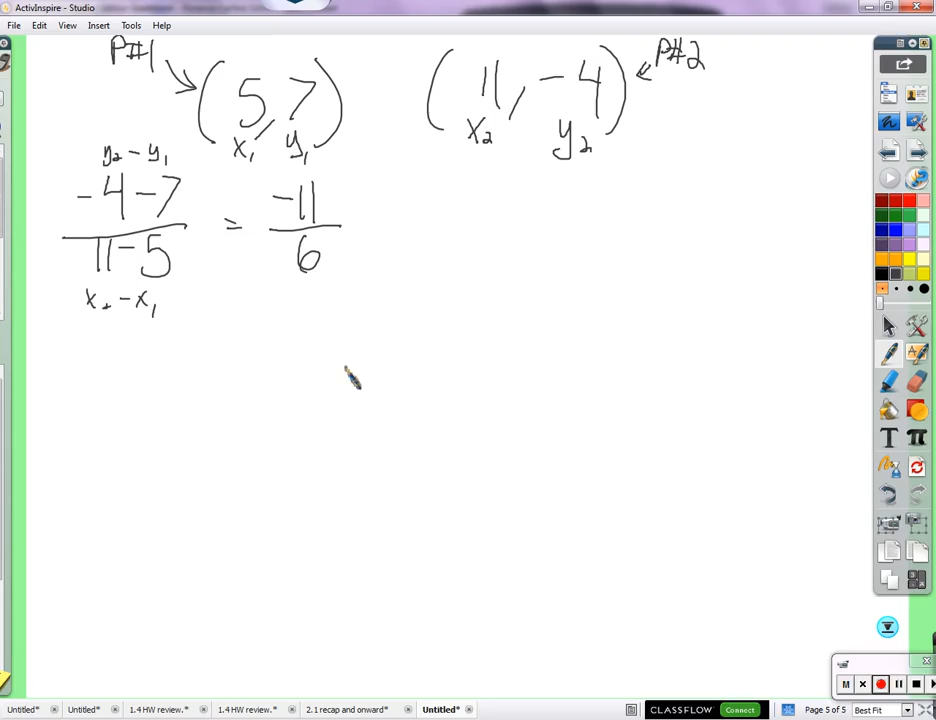 ActivInspire - Studio
File Edit View Insert Tools Help
P#1 P#2
(5, 7) (11, -4)
x₁ y₁ x₂ y₂
y₂ - y₁
-4 - 7 = -11
11 - 5 6
x₂ - x₁
T π
M
Untitled* Untitled* 1.4 HW review.* 1.4 HW review.* 2.1 recap and onward* Untitled* CLASSFLOW Connect Page 5 of 5 Best Fit